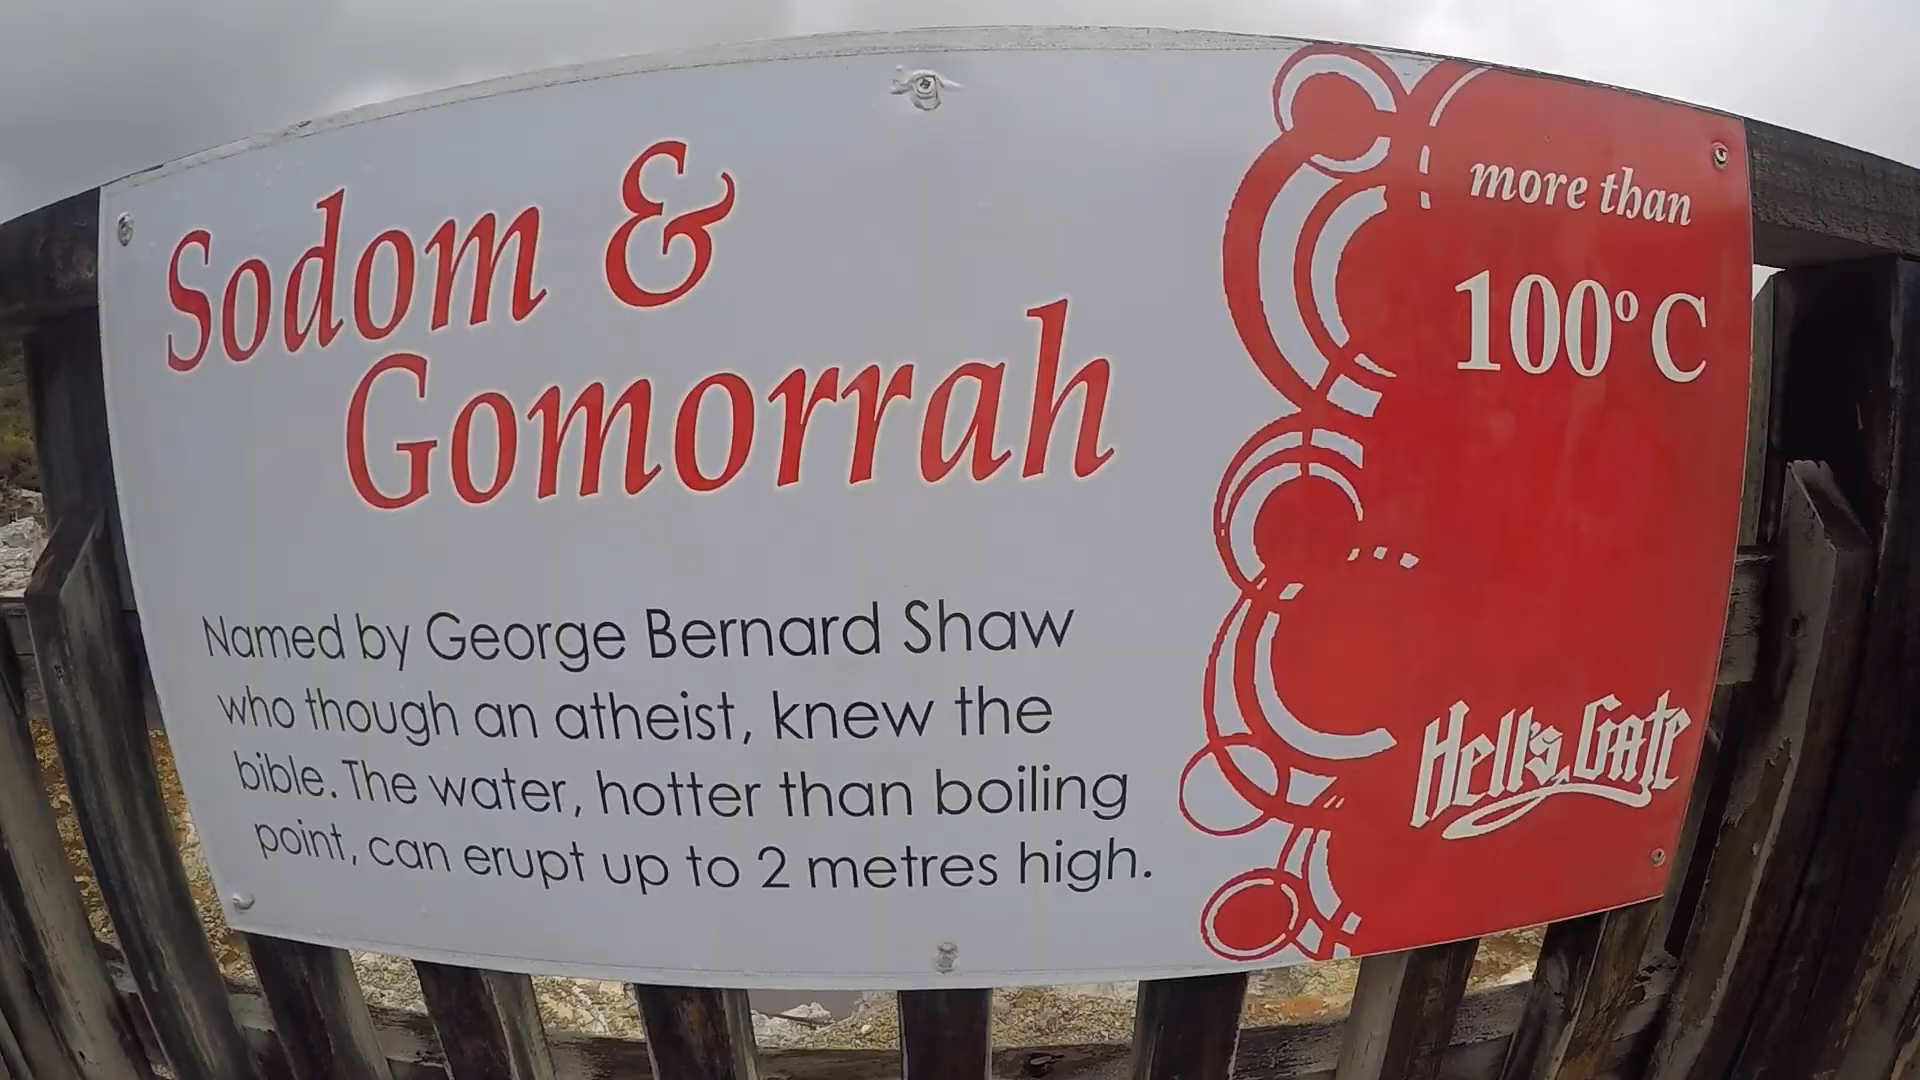 Sodom &
Gomorrah
Named by George Bernard Shaw
who though an atheist, knew the
bible. The water, hotter than boiling
point, can erupt up to 2 metres high.
more than
100º C
Hell's Gate